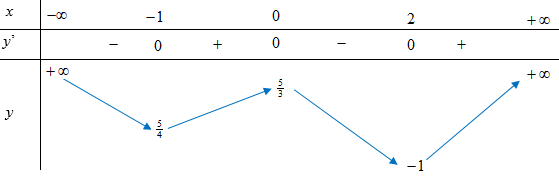 x −∞ −1 0 2 +∞
y’ − 0 + 0 − 0 +
+∞ 5/3 +∞
y 5/4 −1